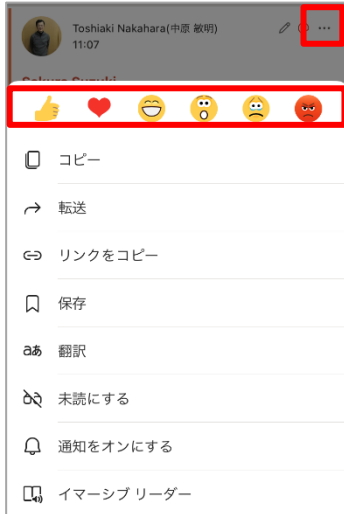 Toshiaki Nakahara(中原 敏明)
11:07
Sakura Suzuki
コピー
転送
リンクをコピー
保存
翻訳
未読にする
通知をオンにする
イマーシブ リーダー